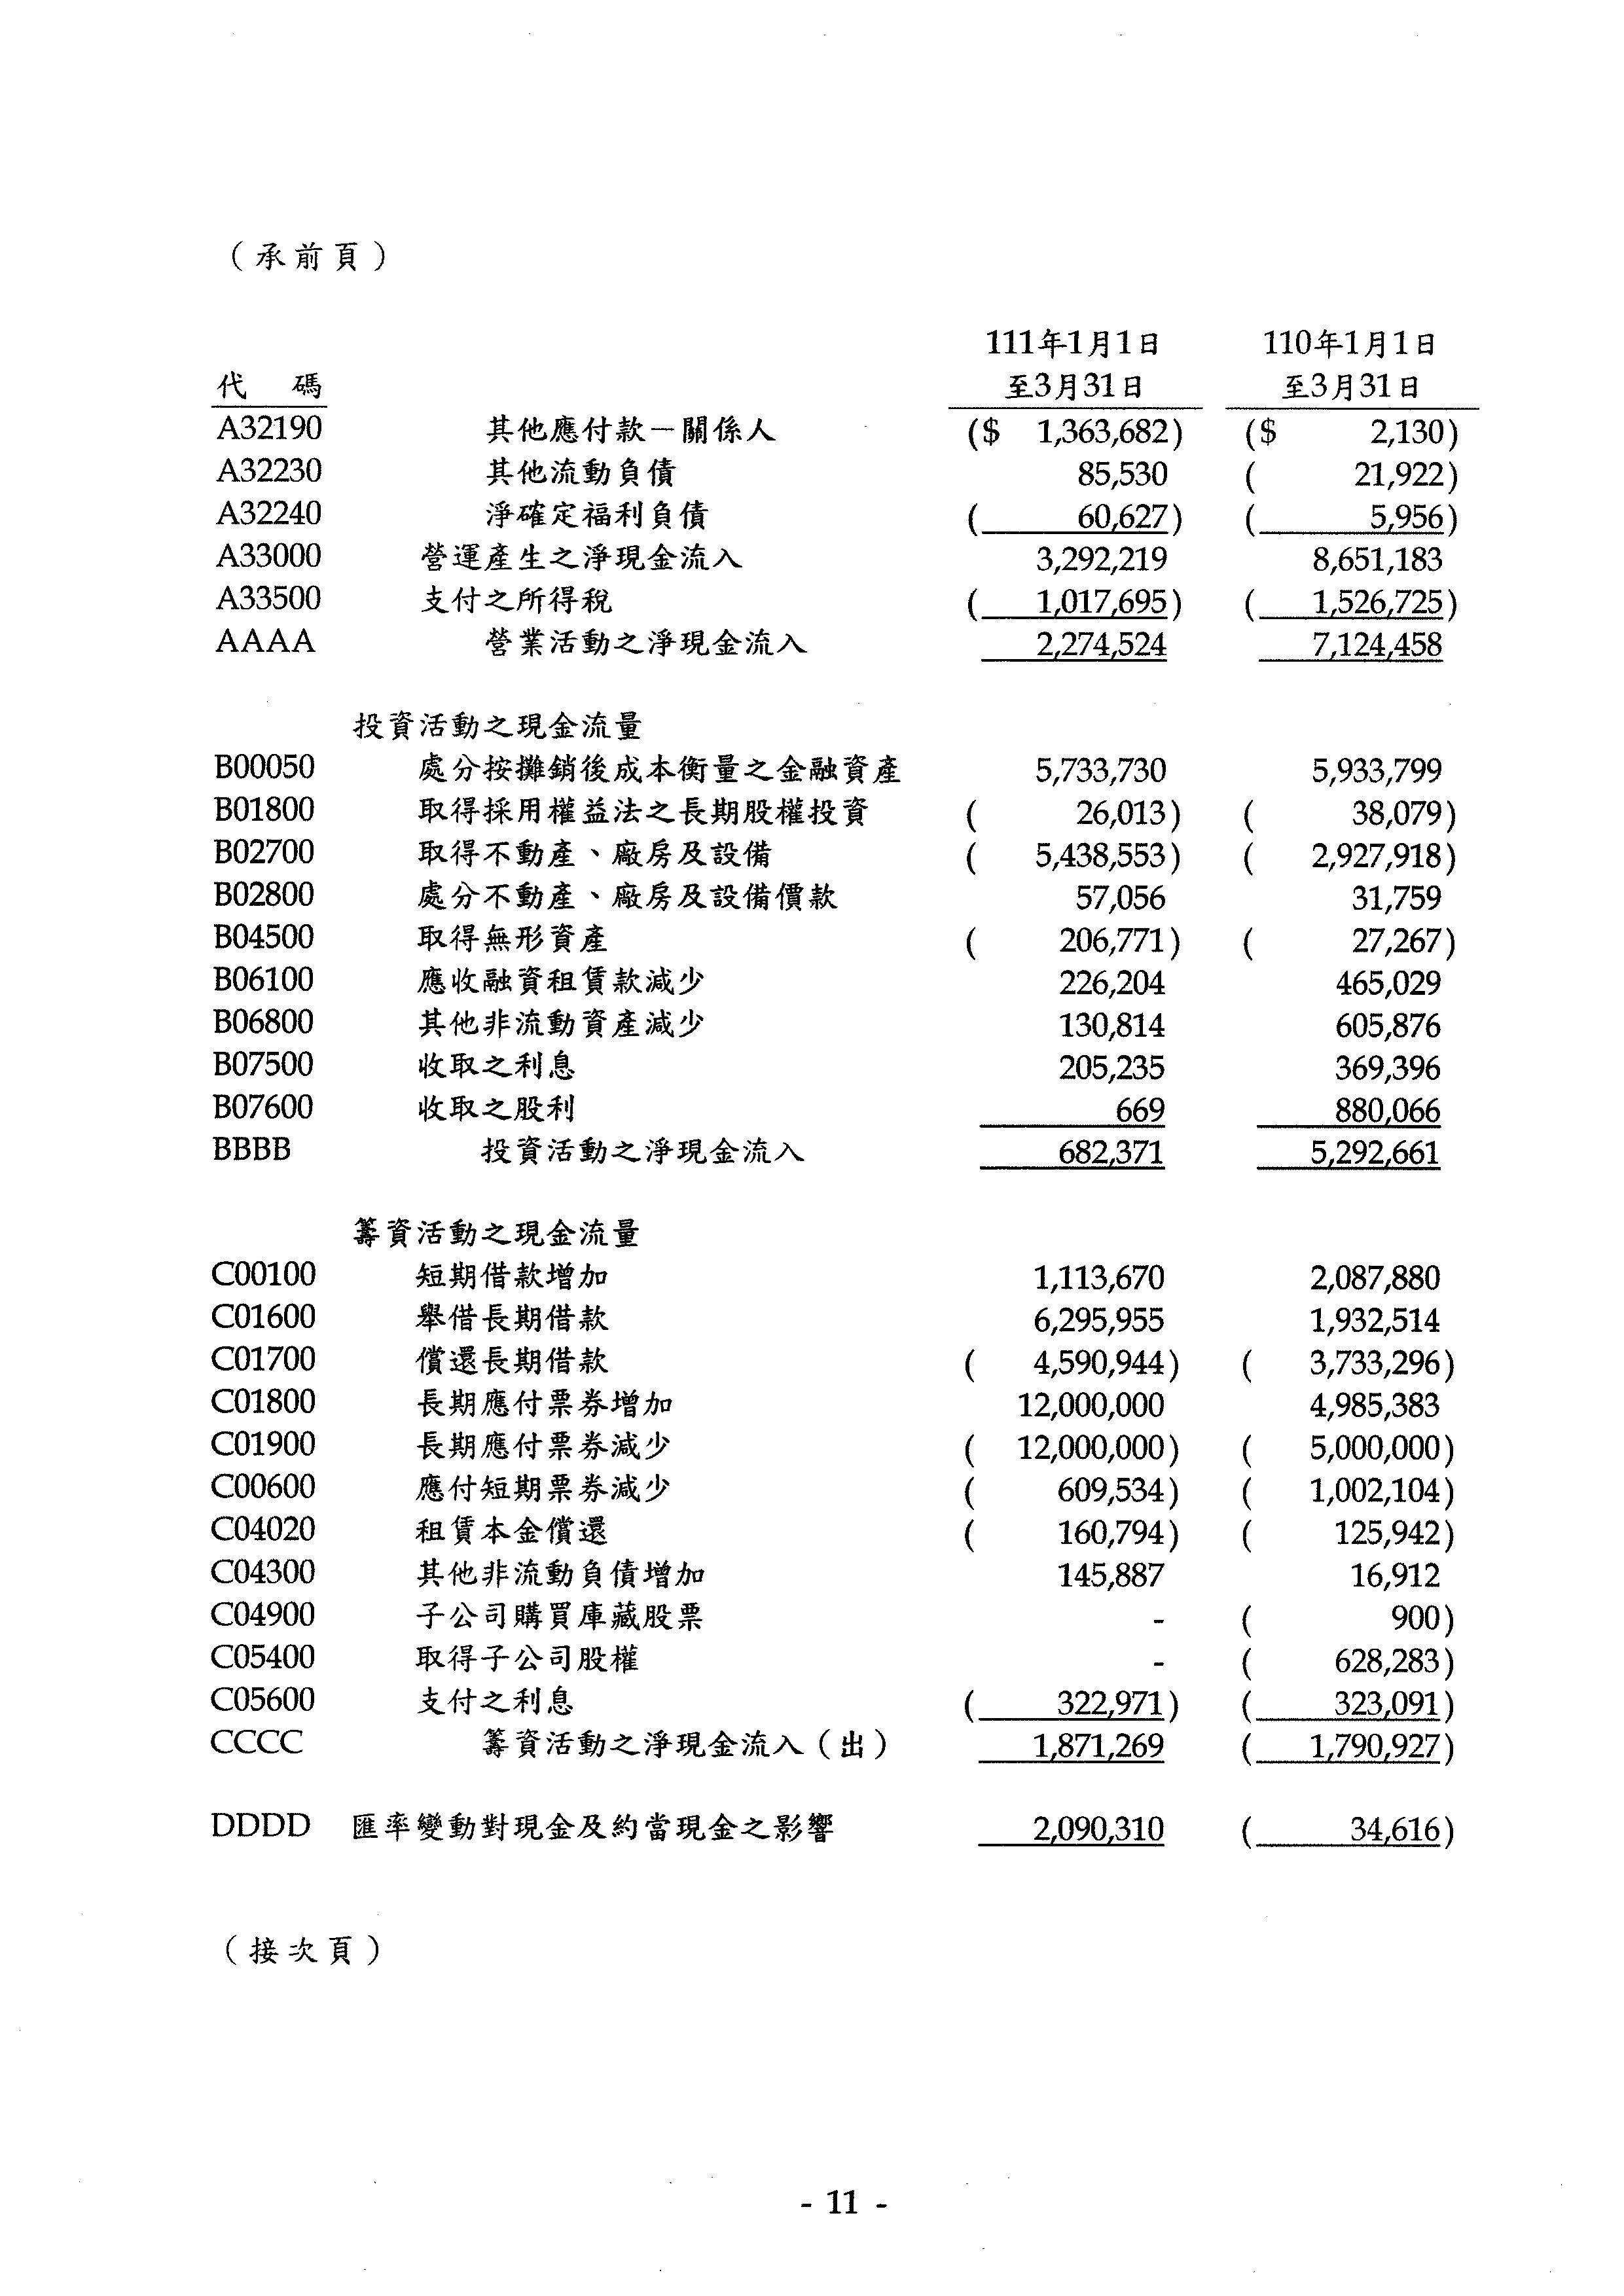 （承前頁）
111年1月1日 110年1月1日
代 碼 至3月31日 至3月31日
A32190 其他應付款－關係人 ($ 1,363,682) ($ 2,130)
A32230 其他流動負債 85,530 ( 21,922)
A32240 淨確定福利負債 ( 60,627) ( 5,956)
A33000 營運產生之淨現金流入 3,292,219 8,651,183
A33500 支付之所得稅 ( 1,017,695) ( 1,526,725)
AAAA 營業活動之淨現金流入 2,274,524 7,124,458
投資活動之現金流量
B00050 處分按攤銷後成本衡量之金融資產 5,733,730 5,933,799
B01800 取得採用權益法之長期股權投資 ( 26,013) ( 38,079)
B02700 取得不動產、廠房及設備 ( 5,438,553) ( 2,927,918)
B02800 處分不動產、廠房及設備價款 57,056 31,759
B04500 取得無形資產 ( 206,771) ( 27,267)
B06100 應收融資租賃款減少 226,204 465,029
B06800 其他非流動資產減少 130,814 605,876
B07500 收取之利息 205,235 369,396
B07600 收取之股利 669 880,066
BBBB 投資活動之淨現金流入 682,371 5,292,661
籌資活動之現金流量
C00100 短期借款增加 1,113,670 2,087,880
C01600 舉借長期借款 6,295,955 1,932,514
C01700 償還長期借款 ( 4,590,944) ( 3,733,296)
C01800 長期應付票券增加 12,000,000 4,985,383
C01900 長期應付票券減少 ( 12,000,000) ( 5,000,000)
C00600 應付短期票券減少 ( 609,534) ( 1,002,104)
C04020 租賃本金償還 ( 160,794) ( 125,942)
C04300 其他非流動負債增加 145,887 16,912
C04900 子公司購買庫藏股票 - ( 900)
C05400 取得子公司股權 - ( 628,283)
C05600 支付之利息 ( 322,971) ( 323,091)
CCCC 籌資活動之淨現金流入（出） 1,871,269 ( 1,790,927)
DDDD 匯率變動對現金及約當現金之影響 2,090,310 ( 34,616)
（接次頁）
- 11 -